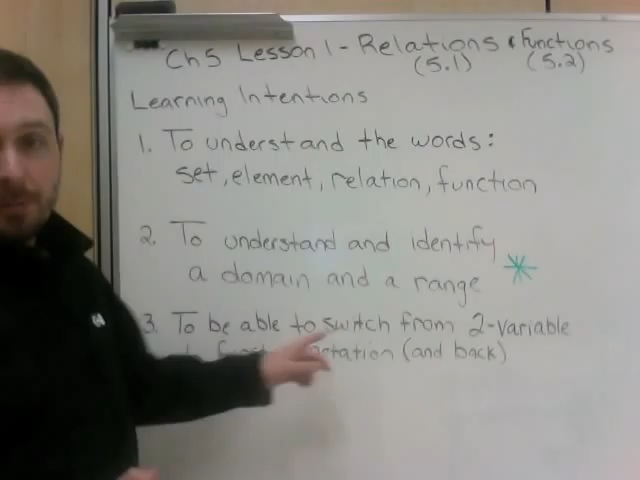 Ch 5 Lesson 1 - Relations & Functions
(5.1) (5.2)
Learning Intentions
1. To understand the words:
set, element, relation, function
2. To understand and identify
a domain and a range
3. To be able to switch from 2-variable
(and back)